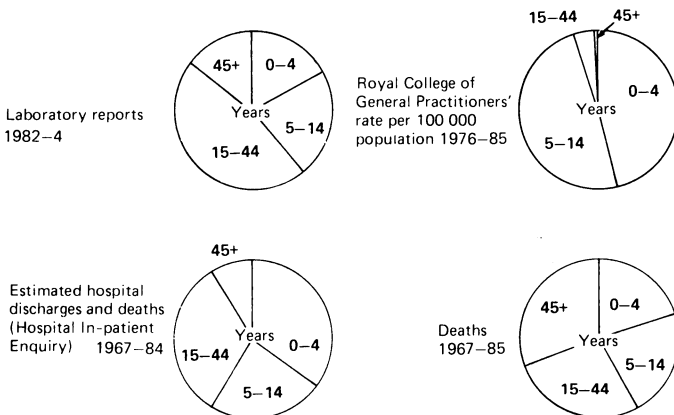 45+
0–4
Years
5–14
15–44
Laboratory reports
1982–4
15–44
45+
Royal College of
General Practitioners'
rate per 100 000
population 1976–85
0–4
Years
5–14
45+
Estimated hospital
discharges and deaths
(Hospital In-patient
Enquiry) 1967–84
Years
15–44
0–4
5–14
Deaths
1967–85
45+
0–4
Years
5–14
15–44